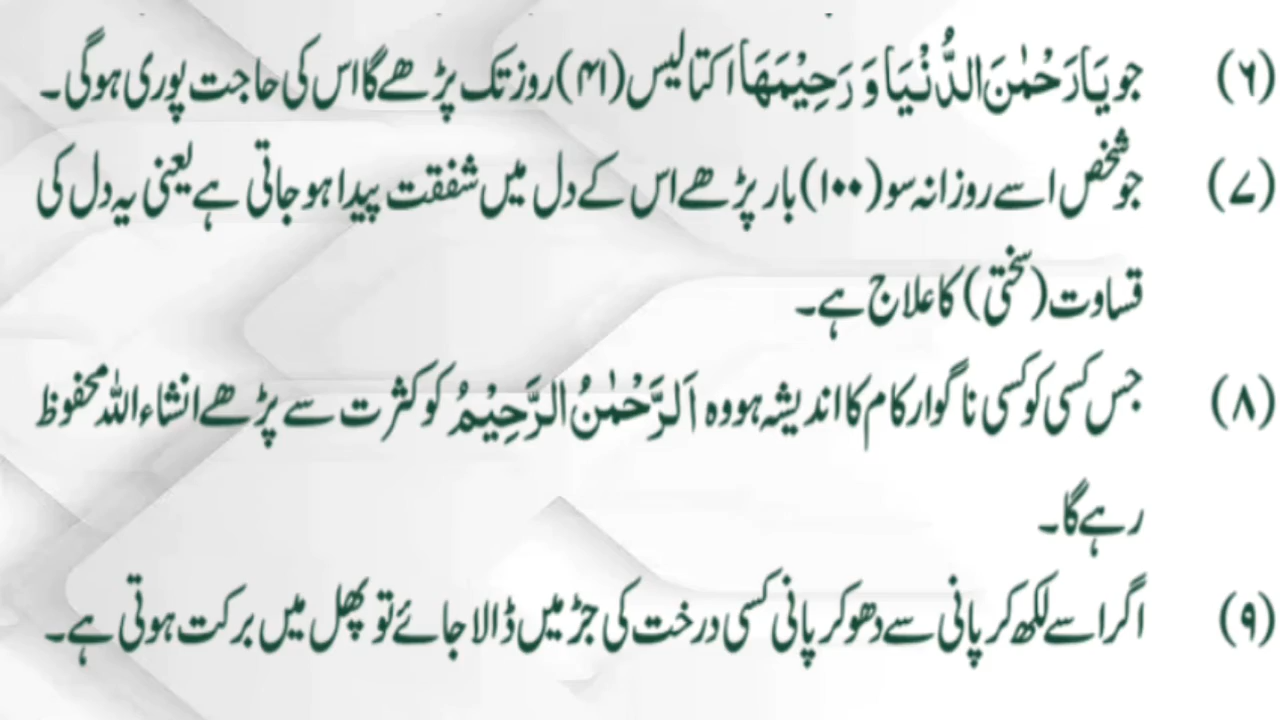 (۶) جو یَا رَحْمٰنَ الدُّنْیَا وَ رَحِیْمَهَا اکتالیس (۴۱) روز تک پڑھے گا اس کی حاجت پوری ہوگی۔
(۷) جو شخص اسے روزانہ سو (۱۰۰) بار پڑھے اس کے دل میں شفقت پیدا ہو جاتی ہے یعنی یہ دل کی
قساوت (سختی) کا علاج ہے۔
(۸) جس کسی کو کسی ناگوار کام کا اندیشہ ہو وہ اَلرَّحْمٰنُ الرَّحِیْمُ کو کثرت سے پڑھے انشاء اللہ محفوظ
رہے گا۔
(۹) اگر اسے لکھ کر پانی سے دھو کر پانی کسی درخت کی جڑ میں ڈالا جائے تو پھل میں برکت ہوتی ہے۔